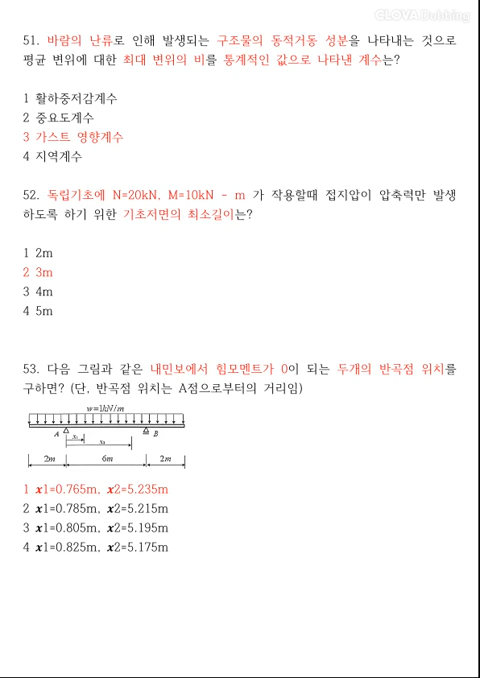 CLOVA Dubbing
51. 바람의 난류로 인해 발생되는 구조물의 동적거동 성분을 나타내는 것으로
평균 변위에 대한 최대 변위의 비를 통계적인 값으로 나타낸 계수는?
1 활하중저감계수
2 중요도계수
3 가스트 영향계수
4 지역계수
52. 독립기초에 N=20kN, M=10kN - m 가 작용할때 접지압이 압축력만 발생
하도록 하기 위한 기초저면의 최소길이는?
1 2m
2 3m
3 4m
4 5m
53. 다음 그림과 같은 내민보에서 휨모멘트가 0이 되는 두개의 반곡점 위치를
구하면? (단, 반곡점 위치는 A점으로부터의 거리임)
w=1kN/m
A x₁ B
x₂
2m 6m 2m
1 x1=0.765m, x2=5.235m
2 x1=0.785m, x2=5.215m
3 x1=0.805m, x2=5.195m
4 x1=0.825m, x2=5.175m